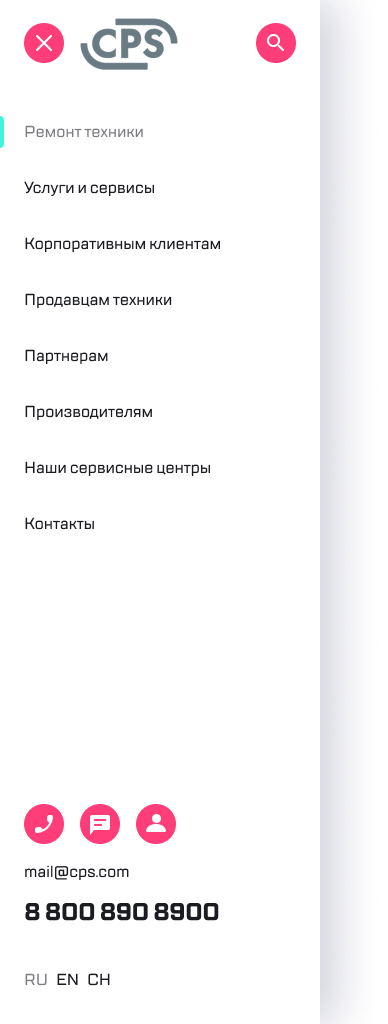 CPS
Ремонт техники
Услуги и сервисы
Корпоративным клиентам
Продавцам техники
Партнерам
Производителям
Наши сервисные центры
Контакты
mail@cps.com
8 800 890 8900
RU EN CH